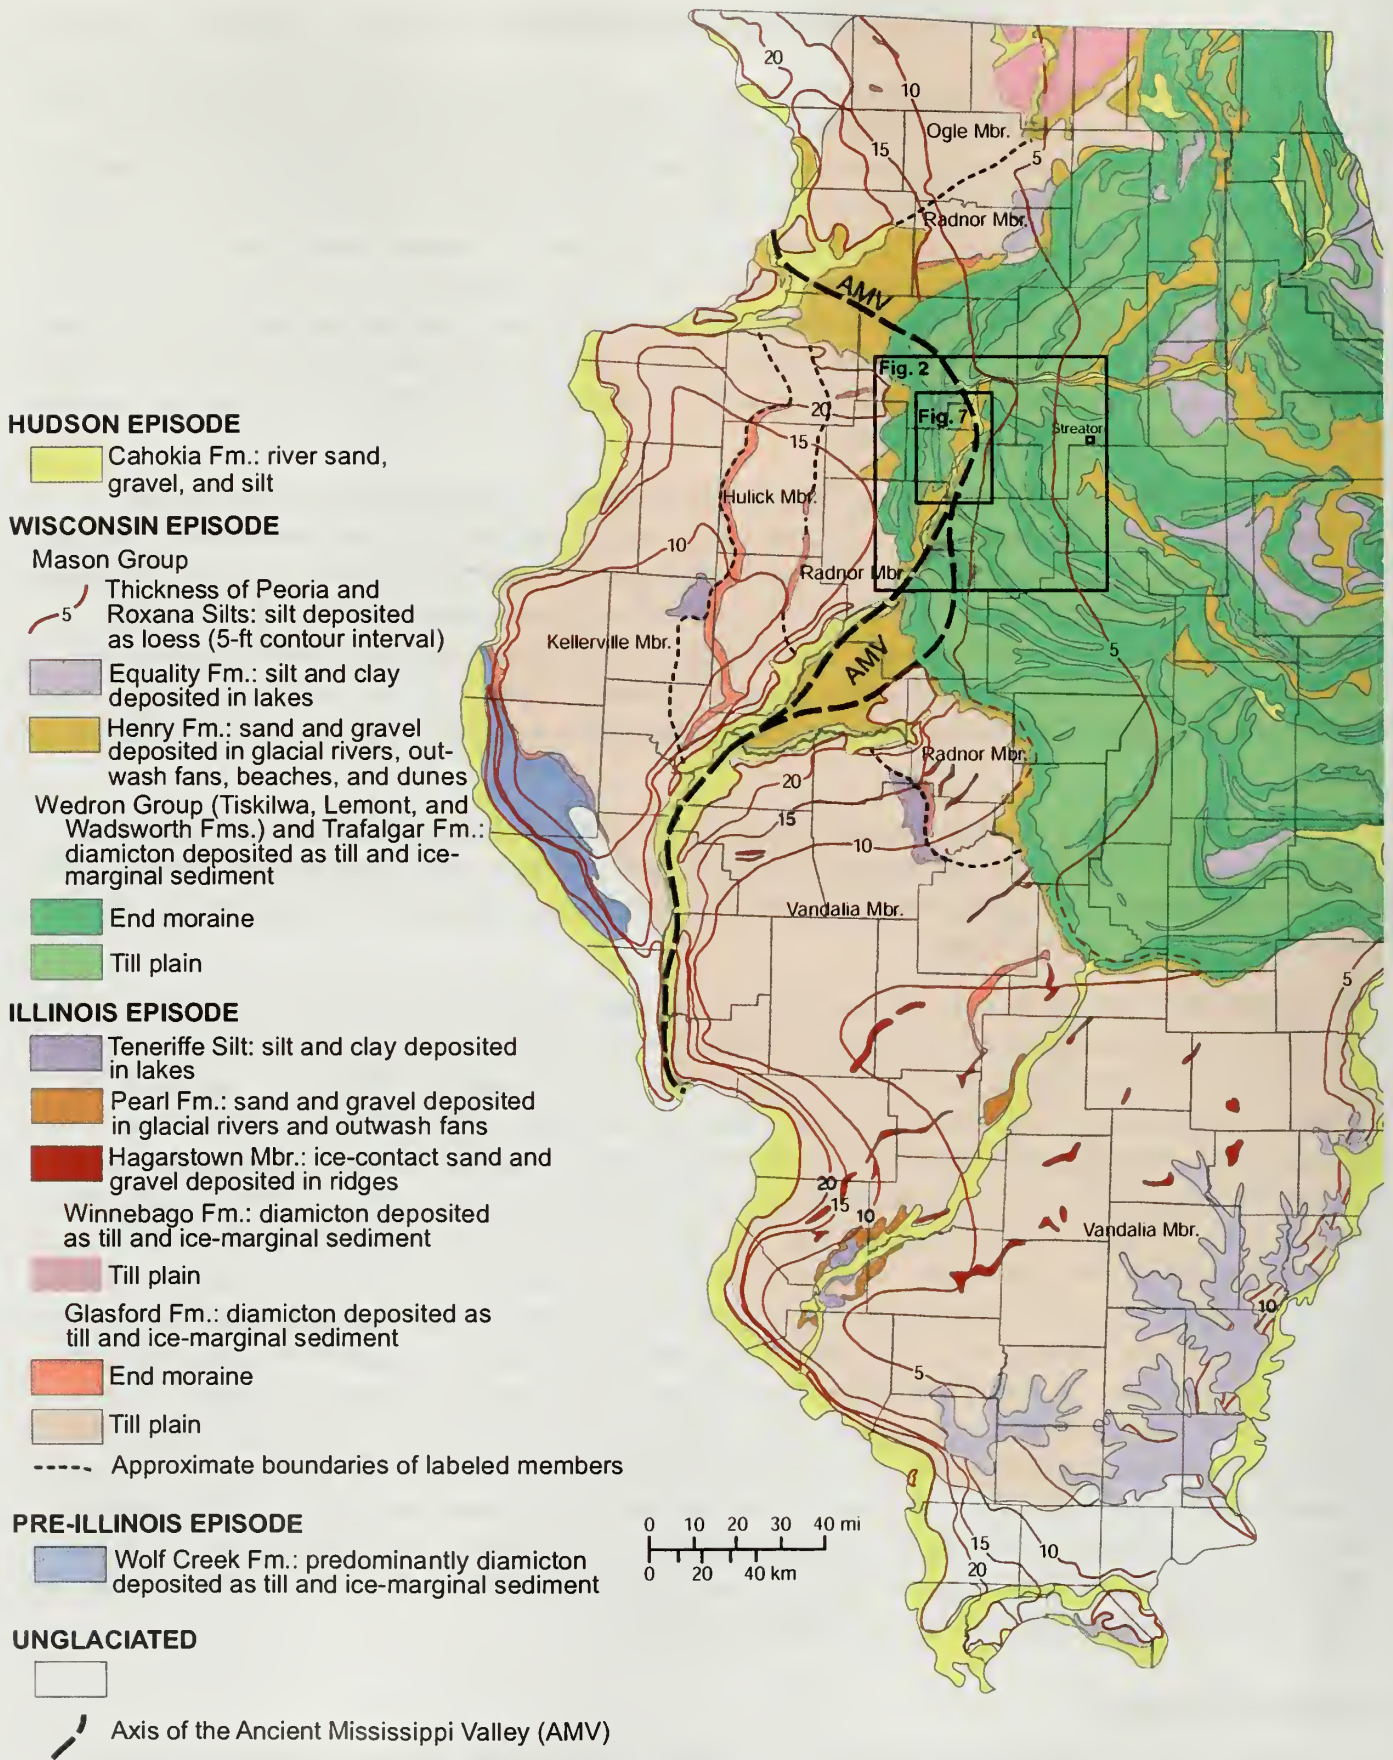 HUDSON EPISODE
Cahokia Fm.: river sand,
gravel, and silt
WISCONSIN EPISODE
Mason Group
5
Thickness of Peoria and
Roxana Silts: silt deposited
as loess (5-ft contour interval)
Equality Fm.: silt and clay
deposited in lakes
Henry Fm.: sand and gravel
deposited in glacial rivers, out-
wash fans, beaches, and dunes
Wedron Group (Tiskilwa, Lemont, and
Wadsworth Fms.) and Trafalgar Fm.:
diamicton deposited as till and ice-
marginal sediment
End moraine
Till plain
ILLINOIS EPISODE
Teneriffe Silt: silt and clay deposited
in lakes
Pearl Fm.: sand and gravel deposited
in glacial rivers and outwash fans
Hagarstown Mbr.: ice-contact sand and
gravel deposited in ridges
Winnebago Fm.: diamicton deposited
as till and ice-marginal sediment
Till plain
Glasford Fm.: diamicton deposited as
till and ice-marginal sediment
End moraine
Till plain
Approximate boundaries of labeled members
PRE-ILLINOIS EPISODE
Wolf Creek Fm.: predominantly diamicton
deposited as till and ice-marginal sediment
UNGLACIATED
Axis of the Ancient Mississippi Valley (AMV)
0 10 20 30 40 mi
0 20 40 km
20
10
Ogle Mbr.
15
5
Radnor Mbr.
AMV
Fig. 2
20
Fig. 7
Streator
15
Hulick Mbr.
10
Radnor Mbr.
Kellerville Mbr.
5
AMV
Radnor Mbr.
20
15
10
Vandalia Mbr.
5
20
15
10
Vandalia Mbr.
10
5
15
10
20